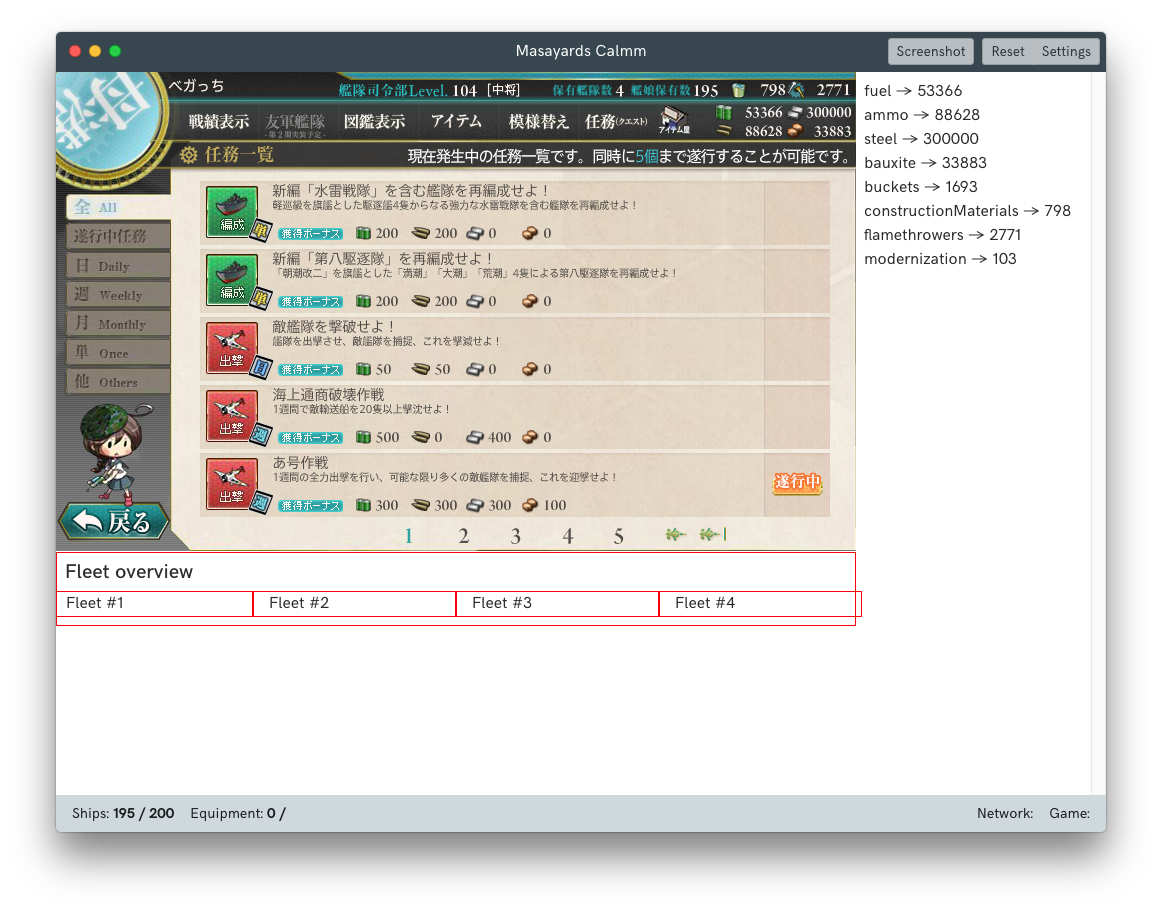 Masayards Calmm
Screenshot
Reset
Settings
ベガっち
艦隊司令部Level. 104 [中将]
保有艦隊数 4 艦娘保有数 195
798 2771
戦績表示
友軍艦隊
-第2期実装予定-
図鑑表示
アイテム
模様替え
任務(クエスト)
アイテム屋
53366 300000
88628 33883
任務一覧
現在発生中の任務一覧です。同時に5個まで遂行することが可能です。
全 All
遂行中任務
日 Daily
週 Weekly
月 Monthly
単 Once
他 Others
戻る
新編「水雷戦隊」を含む艦隊を再編成せよ！
軽巡級を旗艦とした駆逐艦4隻からなる強力な水雷戦隊を含む艦隊を再編成せよ！
編成
単
獲得ボーナス 200 200 0 0
新編「第八駆逐隊」を再編成せよ！
「朝潮改二」を旗艦とした「満潮」「大潮」「荒潮」4隻による第八駆逐隊を再編成せよ！
編成
単
獲得ボーナス 200 200 0 0
敵艦隊を撃破せよ！
艦隊を出撃させ、敵艦隊を捕捉、これを撃滅せよ！
出撃
日
獲得ボーナス 50 50 0 0
海上通商破壊作戦
1週間で敵輸送船を20隻以上撃沈せよ！
出撃
週
獲得ボーナス 500 0 400 0
あ号作戦
1週間の全力出撃を行い、可能な限り多くの敵艦隊を捕捉、これを迎撃せよ！
出撃
週
獲得ボーナス 300 300 300 100
遂行中
1 2 3 4 5
fuel → 53366
ammo → 88628
steel → 300000
bauxite → 33883
buckets → 1693
constructionMaterials → 798
flamethrowers → 2771
modernization → 103
Fleet overview
Fleet #1
Fleet #2
Fleet #3
Fleet #4
Ships: 195 / 200
Equipment: 0 /
Network:
Game: